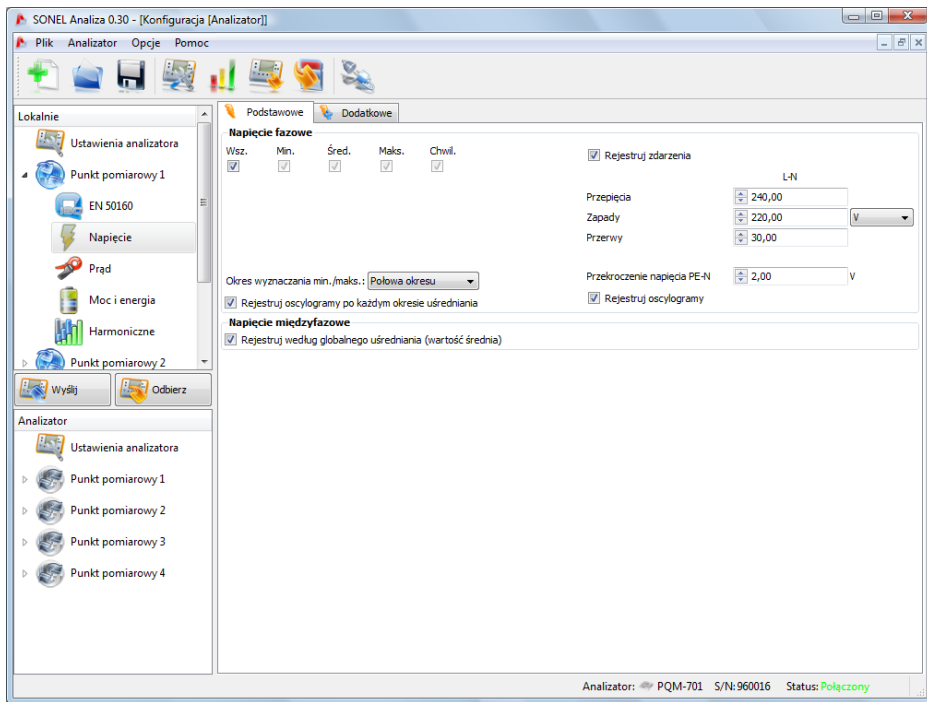 SONEL Analiza 0.30 - [Konfiguracja [Analizator]]
Plik Analizator Opcje Pomoc
Lokalnie
Ustawienia analizatora
Punkt pomiarowy 1
EN 50160
Napięcie
Prąd
Moc i energia
Harmoniczne
Punkt pomiarowy 2
Wyślij Odbierz
Analizator
Ustawienia analizatora
Punkt pomiarowy 1
Punkt pomiarowy 2
Punkt pomiarowy 3
Punkt pomiarowy 4
Podstawowe Dodatkowe
Napięcie fazowe
Wsz. Min. Śred. Maks. Chwil.
Okres wyznaczania min./maks.: Połowa okresu
Rejestruj oscylogramy po każdym okresie uśredniania
Rejestruj zdarzenia
L-N
Przepięcia 240,00
Zapady 220,00 V
Przerwy 30,00
Przekroczenie napięcia PE-N 2,00 V
Rejestruj oscylogramy
Napięcie międzyfazowe
Rejestruj według globalnego uśredniania (wartość średnia)
Analizator: PQM-701 S/N: 960016 Status: Połączony